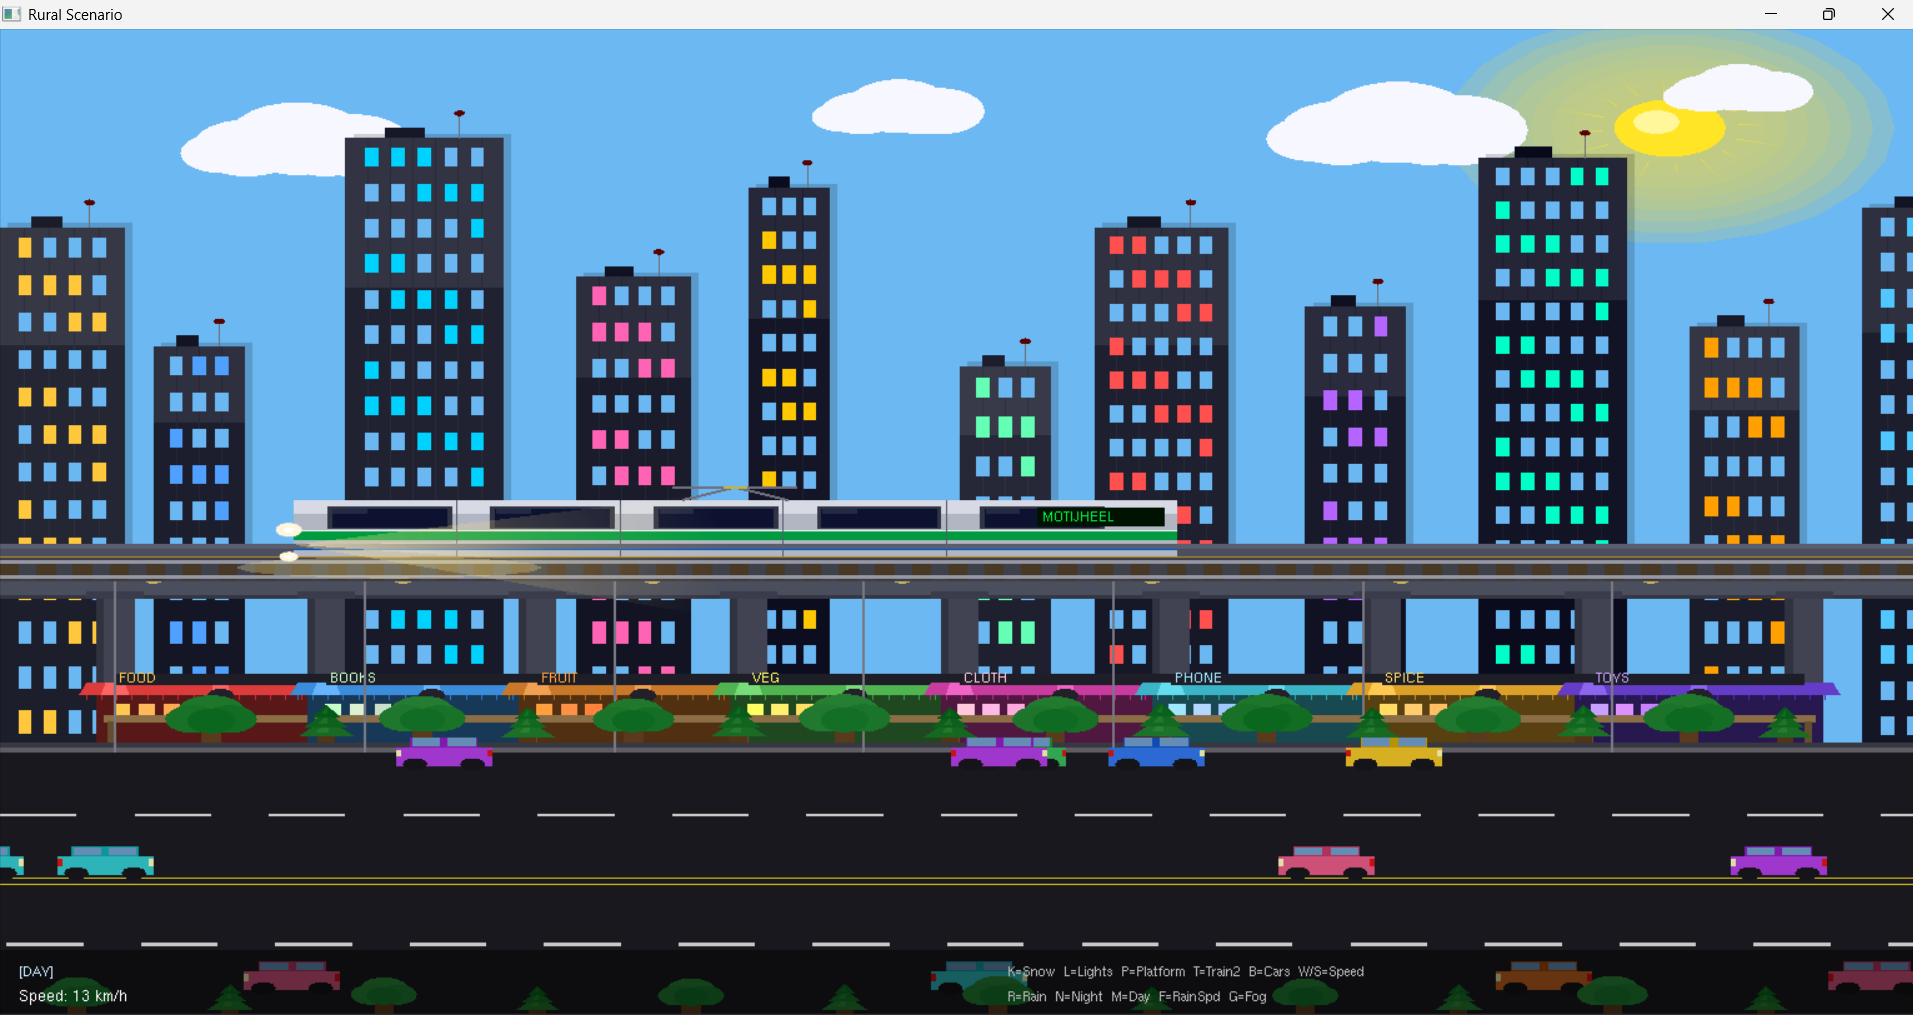 Rural Scenario
MOTIJHEEL
FOOD
BOOKS
FRUIT
VEG
CLOTH
PHONE
SPICE
TOYS
[DAY]
Speed: 13 km/h
K=Snow L=Lights P=Platform T=Train2 B=Cars W/S=Speed
R=Rain N=Night M=Day F=RainSpd G=Fog